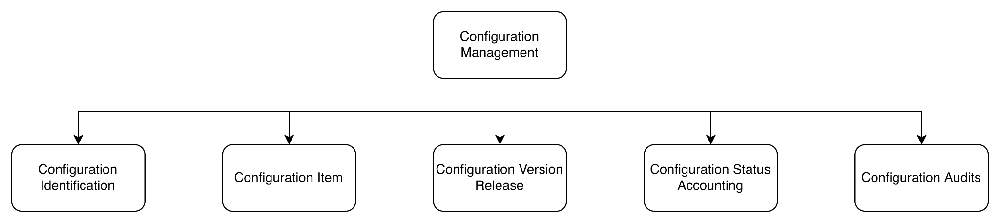 Configuration
Management
Configuration
Identification
Configuration Item
Configuration Version
Release
Configuration Status
Accounting
Configuration Audits